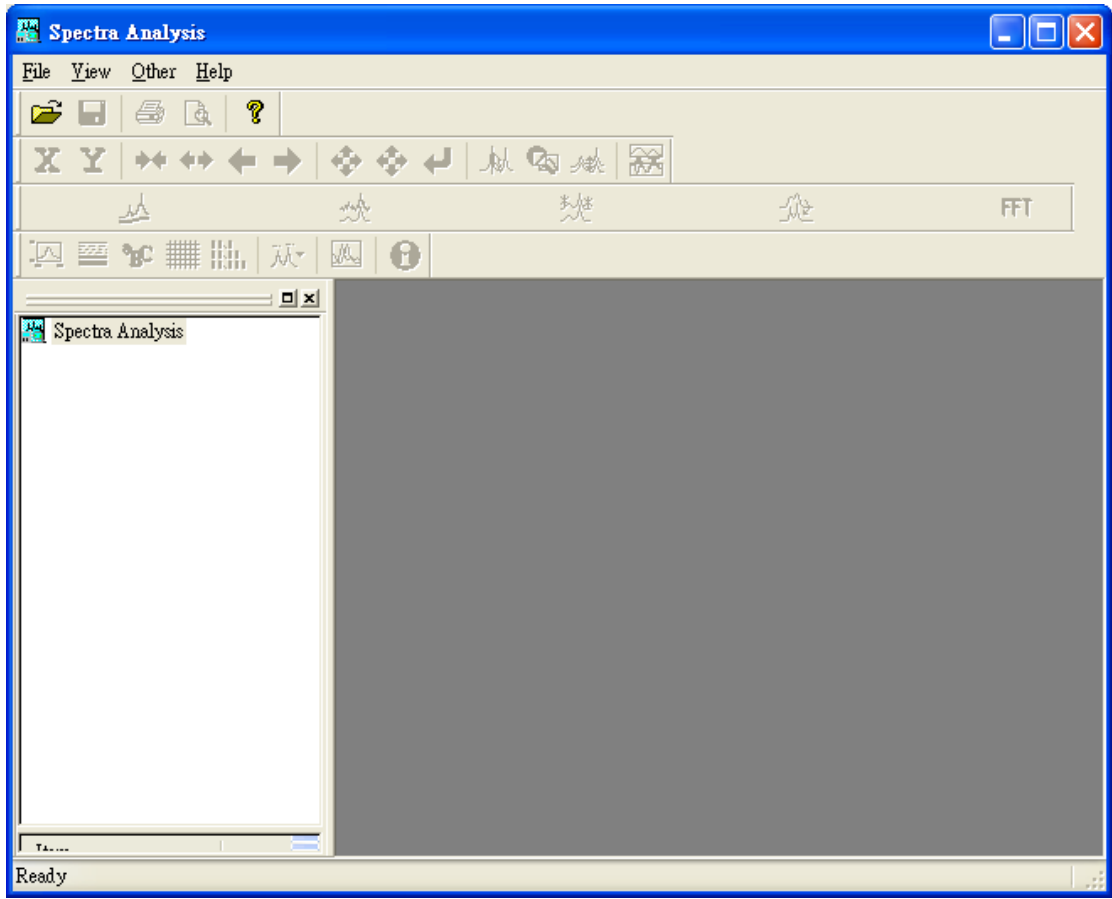 Spectra Analysis
File View Other Help
X Y
FFT
Spectra Analysis
Ready